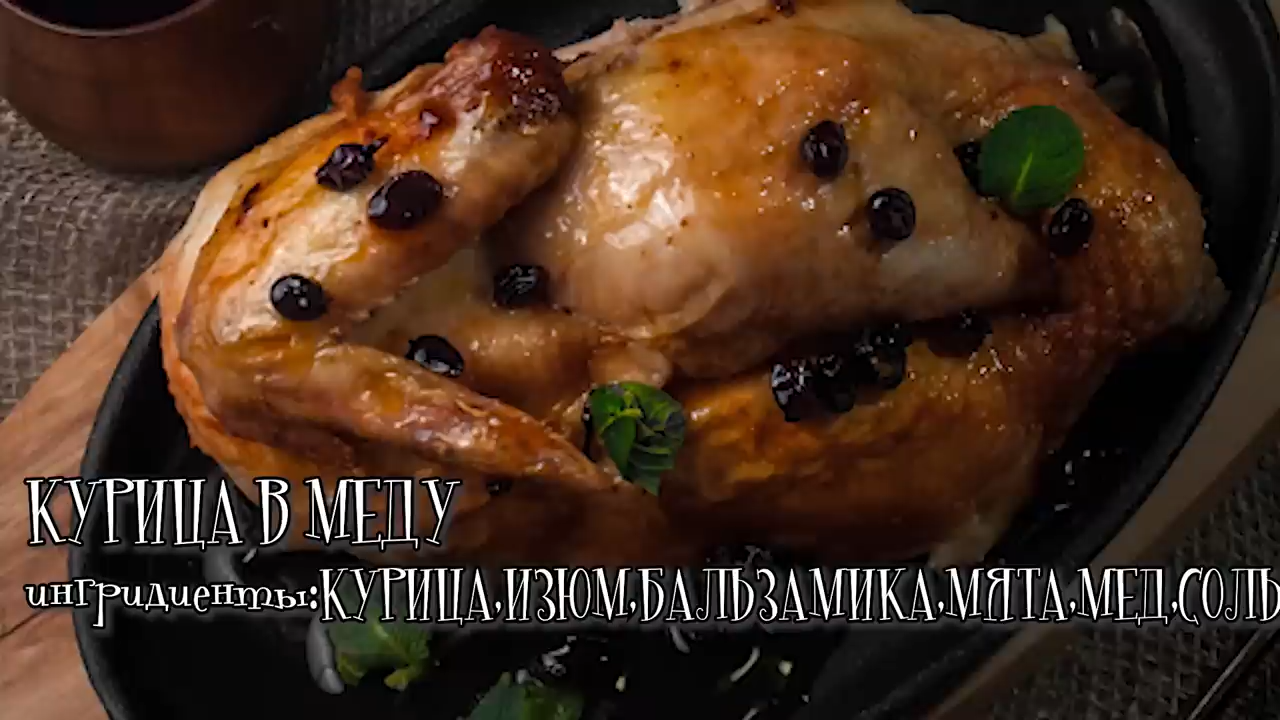 КУРИЦА В МЕДУ
ингридиенты:КУРИЦА,ИЗЮМ,БАЛЬЗАМИКА,МЯТА,МЕД,СОЛЬ